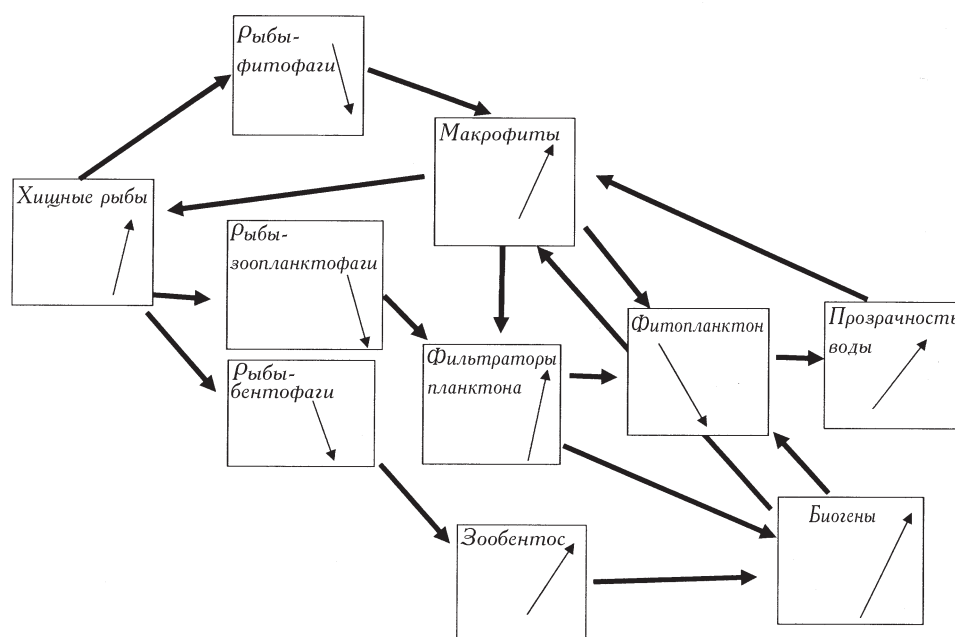 Рыбы-
фитофаги
Макрофиты
Хищные рыбы
Рыбы-
зоопланктофаги
Рыбы-
бентофаги
Фильтраторы
планктона
Фитопланктон
Прозрачность
воды
Зообентос
Биогены